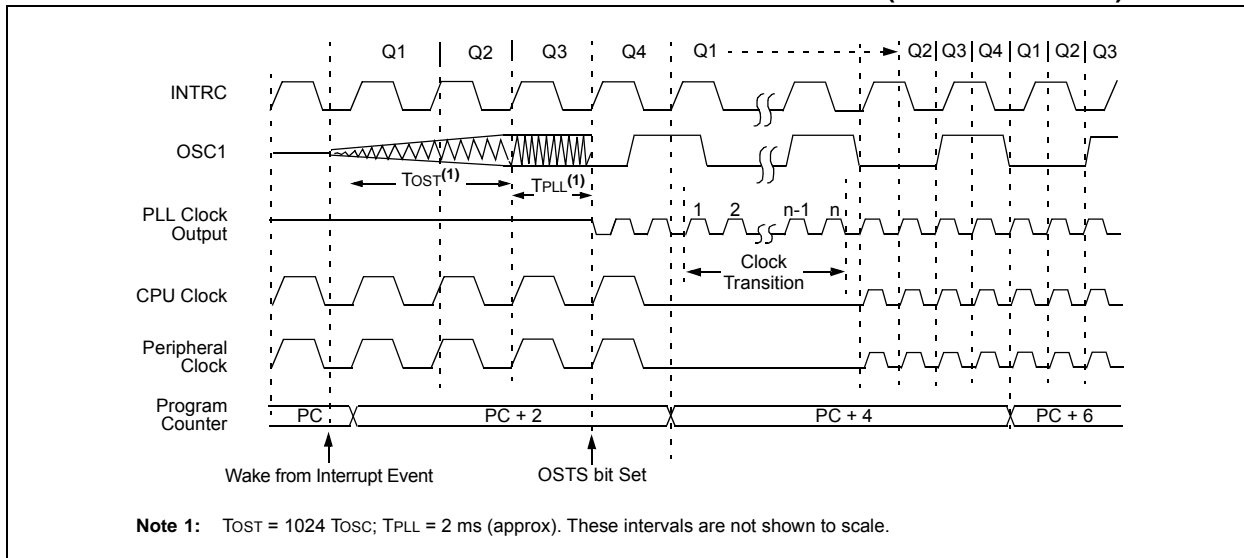 Q1 Q2 Q3 Q4 Q1 Q2 Q3 Q4 Q1 Q2 Q3
INTRC
OSC1
TOST(1)
TPLL(1)
PLL Clock
Output
1 2 n-1 n
Clock
Transition
CPU Clock
Peripheral
Clock
Program
Counter
PC PC + 2 PC + 4 PC + 6
Wake from Interrupt Event
OSTS bit Set
Note 1: TOST = 1024 TOSC; TPLL = 2 ms (approx). These intervals are not shown to scale.